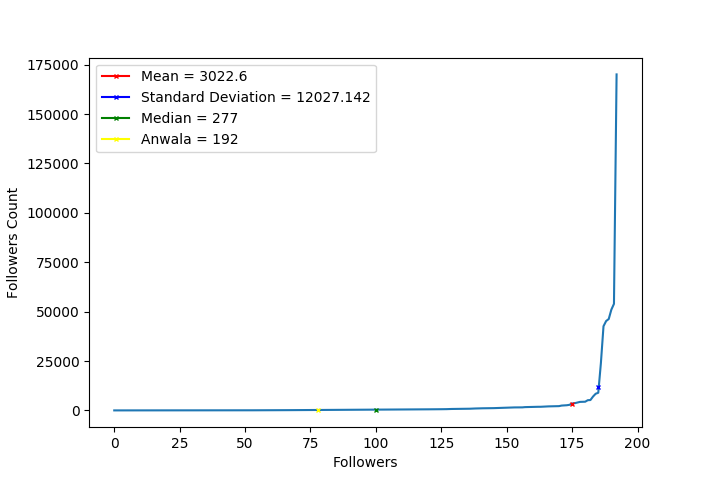 Mean = 3022.6
Standard Deviation = 12027.142
Median = 277
Anwala = 192
175000
150000
125000
100000
75000
50000
25000
0
Followers Count
0 25 50 75 100 125 150 175 200
Followers